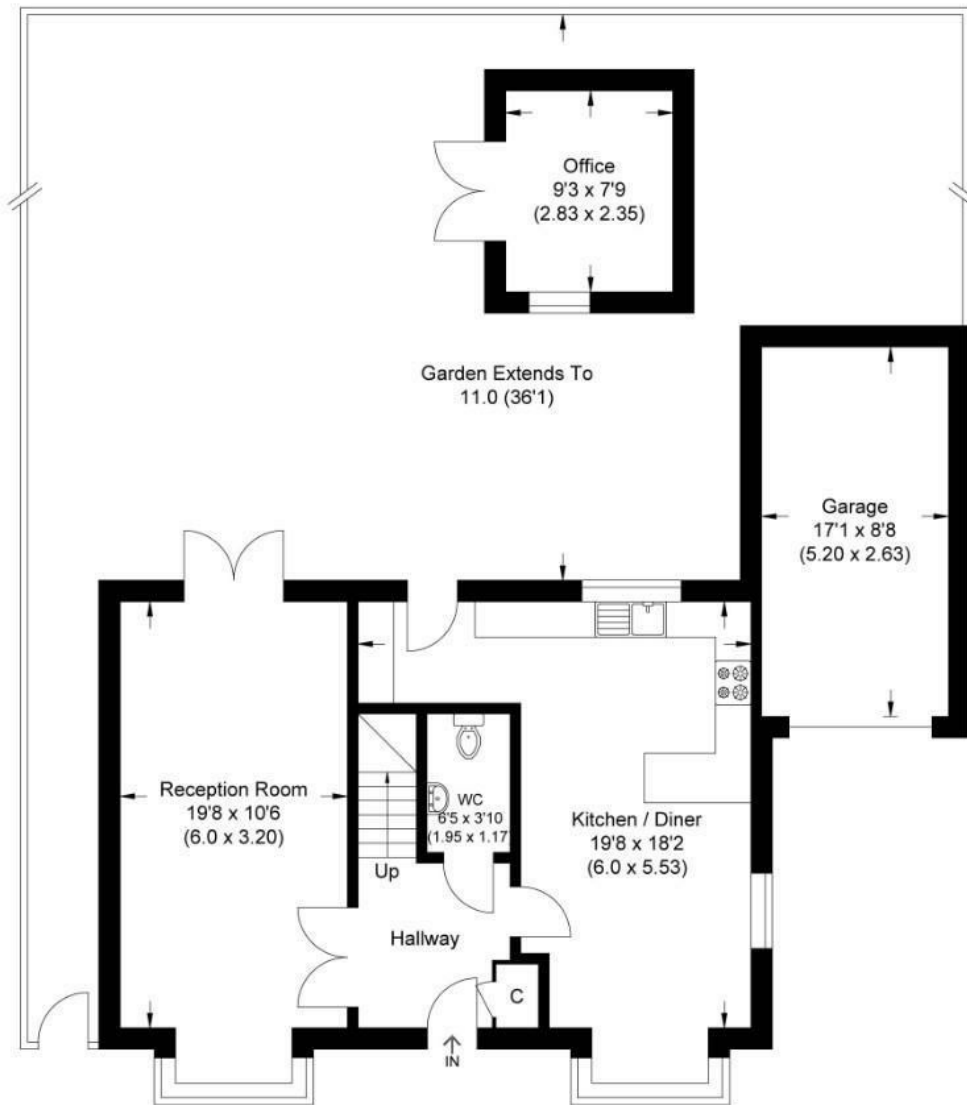 Office
9'3 x 7'9
(2.83 x 2.35)
Garden Extends To
11.0 (36'1)
Garage
17'1 x 8'8
(5.20 x 2.63)
Reception Room
19'8 x 10'6
(6.0 x 3.20)
WC
6'5 x 3'10
(1.95 x 1.17)
Kitchen / Diner
19'8 x 18'2
(6.0 x 5.53)
Up
Hallway
C
IN